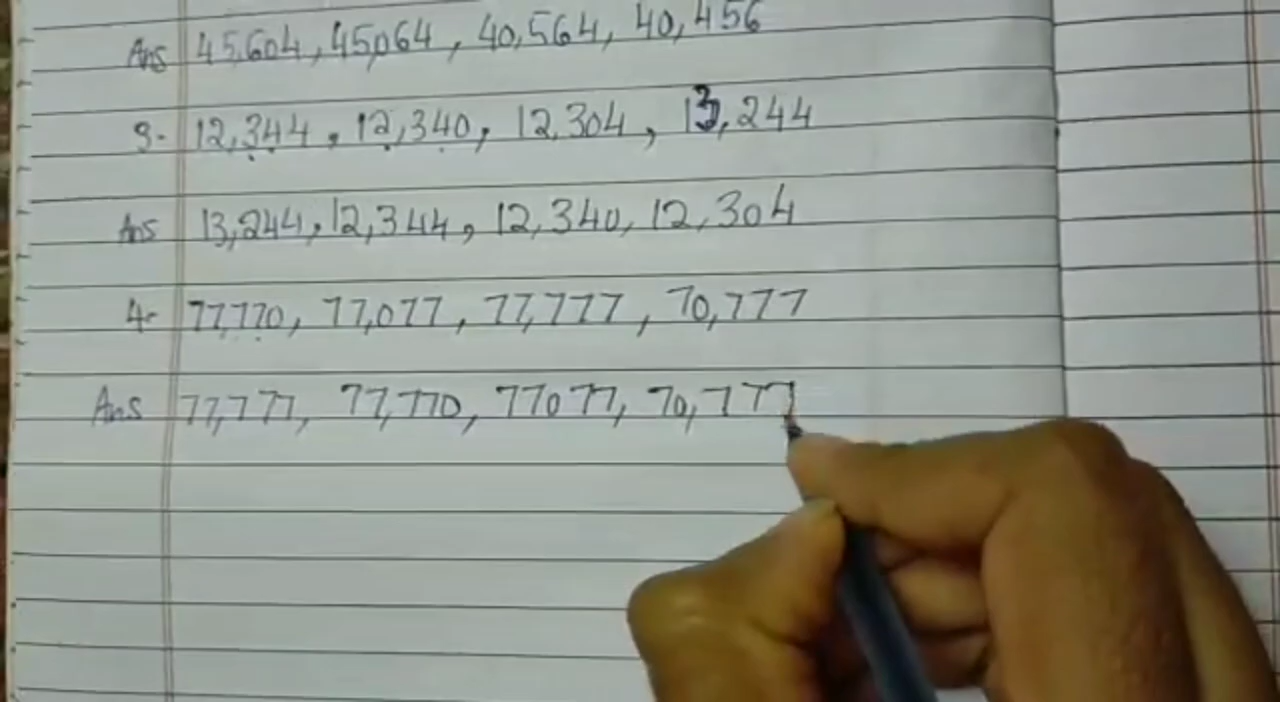 Ans 45,604, 45,064, 40,564, 40,456
3- 12,344, 12,340, 12,304, 13,244
Ans 13,244, 12,344, 12,340, 12,304
4- 77,770, 77,077, 77,777, 70,777
Ans 77,777, 77,770, 77077, 70,777